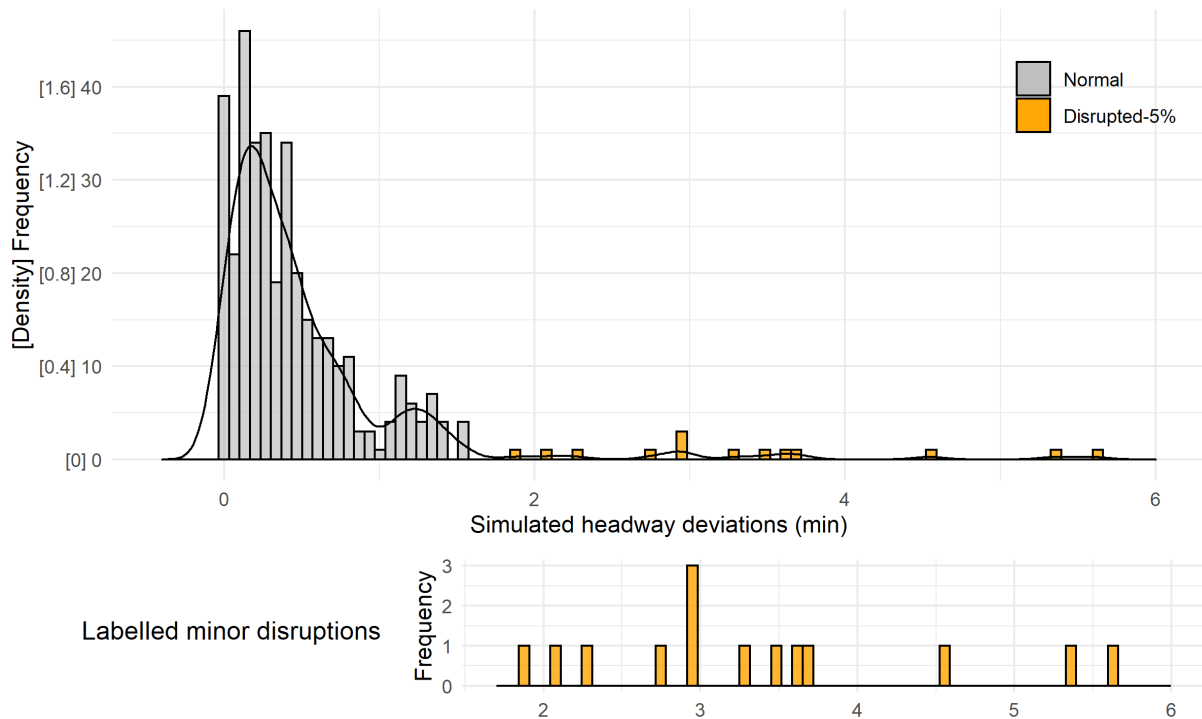 [Density] Frequency
[1.6] 40
[1.2] 30
[0.8] 20
[0.4] 10
[0] 0
Normal
Disrupted-5%
0 2 4 6
Simulated headway deviations (min)
Labelled minor disruptions
Frequency
3
2
1
0
2 3 4 5 6